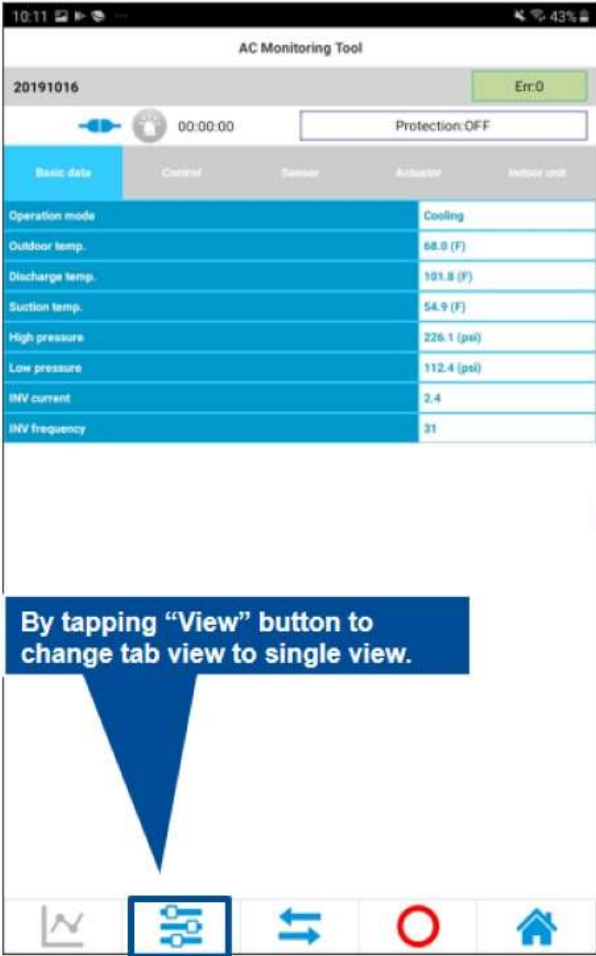 10:11 43%
AC Monitoring Tool
20191016 Err:0
00:00:00 Protection:OFF
Basic data Control Sensor Actuator Indoor unit
Operation mode Cooling
Outdoor temp. 68.0 (F)
Discharge temp. 101.8 (F)
Suction temp. 54.9 (F)
High pressure 226.1 (psi)
Low pressure 112.4 (psi)
INV current 2.4
INV frequency 31
By tapping “View” button to
change tab view to single view.